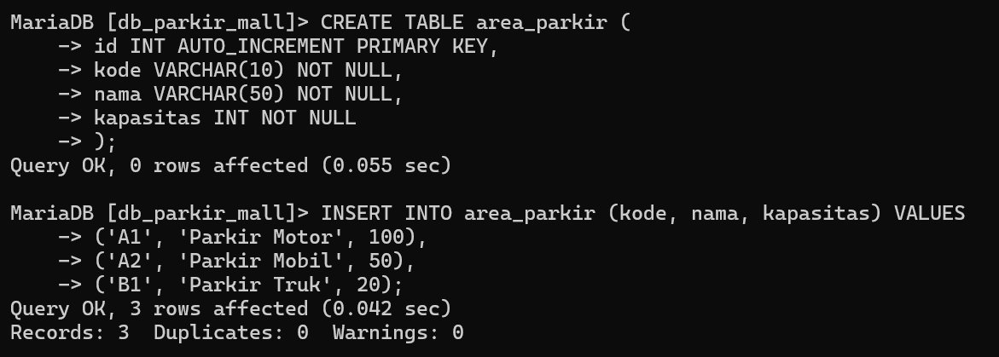 MariaDB [db_parkir_mall]> CREATE TABLE area_parkir (
    -> id INT AUTO_INCREMENT PRIMARY KEY,
    -> kode VARCHAR(10) NOT NULL,
    -> nama VARCHAR(50) NOT NULL,
    -> kapasitas INT NOT NULL
    -> );
Query OK, 0 rows affected (0.055 sec)

MariaDB [db_parkir_mall]> INSERT INTO area_parkir (kode, nama, kapasitas) VALUES
    -> ('A1', 'Parkir Motor', 100),
    -> ('A2', 'Parkir Mobil', 50),
    -> ('B1', 'Parkir Truk', 20);
Query OK, 3 rows affected (0.042 sec)
Records: 3  Duplicates: 0  Warnings: 0